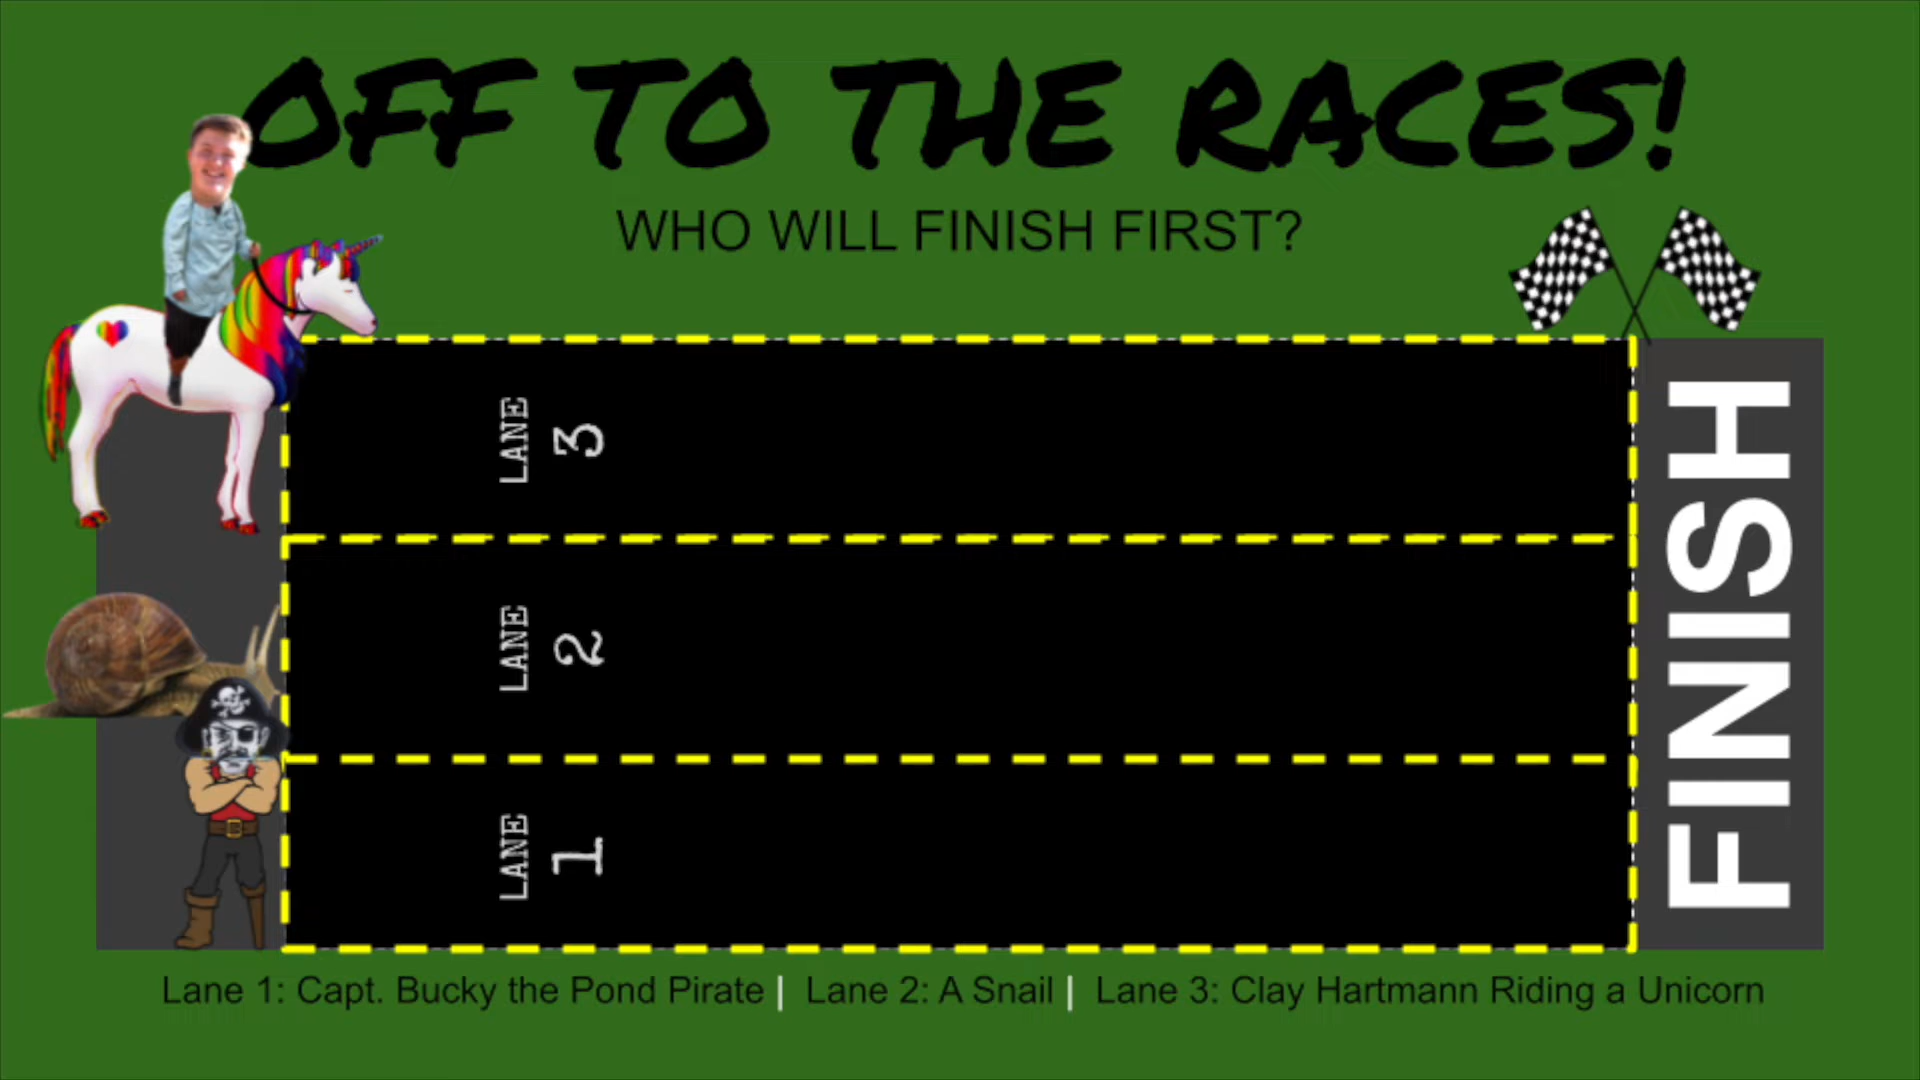 OFF TO THE RACES!
WHO WILL FINISH FIRST?
LANE
3
LANE
2
LANE
1
FINISH
Lane 1: Capt. Bucky the Pond Pirate | Lane 2: A Snail | Lane 3: Clay Hartmann Riding a Unicorn